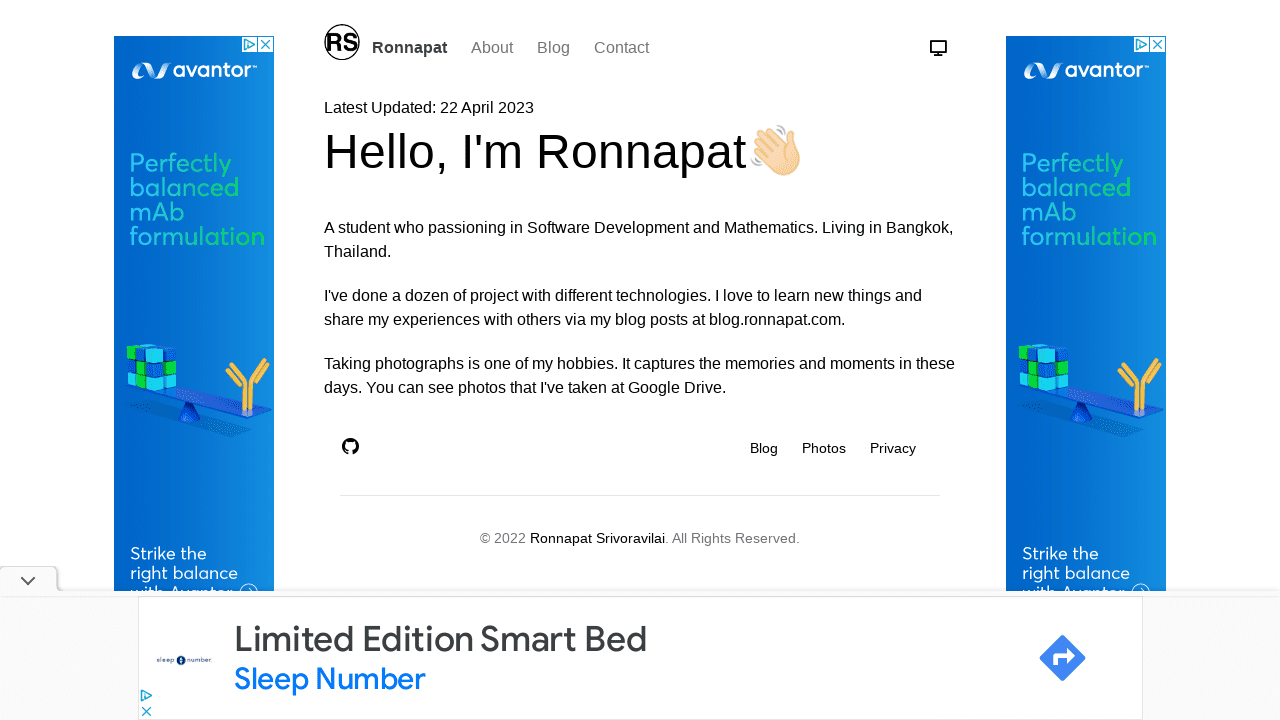 RS
Ronnapat About Blog Contact
Latest Updated: 22 April 2023
Hello, I'm Ronnapat👋🏻
A student who passioning in Software Development and Mathematics. Living in Bangkok,
Thailand.
I've done a dozen of project with different technologies. I love to learn new things and
share my experiences with others via my blog posts at blog.ronnapat.com.
Taking photographs is one of my hobbies. It captures the memories and moments in these
days. You can see photos that I've taken at Google Drive.
Blog Photos Privacy
© 2022 Ronnapat Srivoravilai. All Rights Reserved.
avantor™
Perfectly
balanced
mAb
formulation
Strike the
right balance
with Avantor
avantor™
Perfectly
balanced
mAb
formulation
Strike the
right balance
with Avantor
sleep number
Limited Edition Smart Bed
Sleep Number